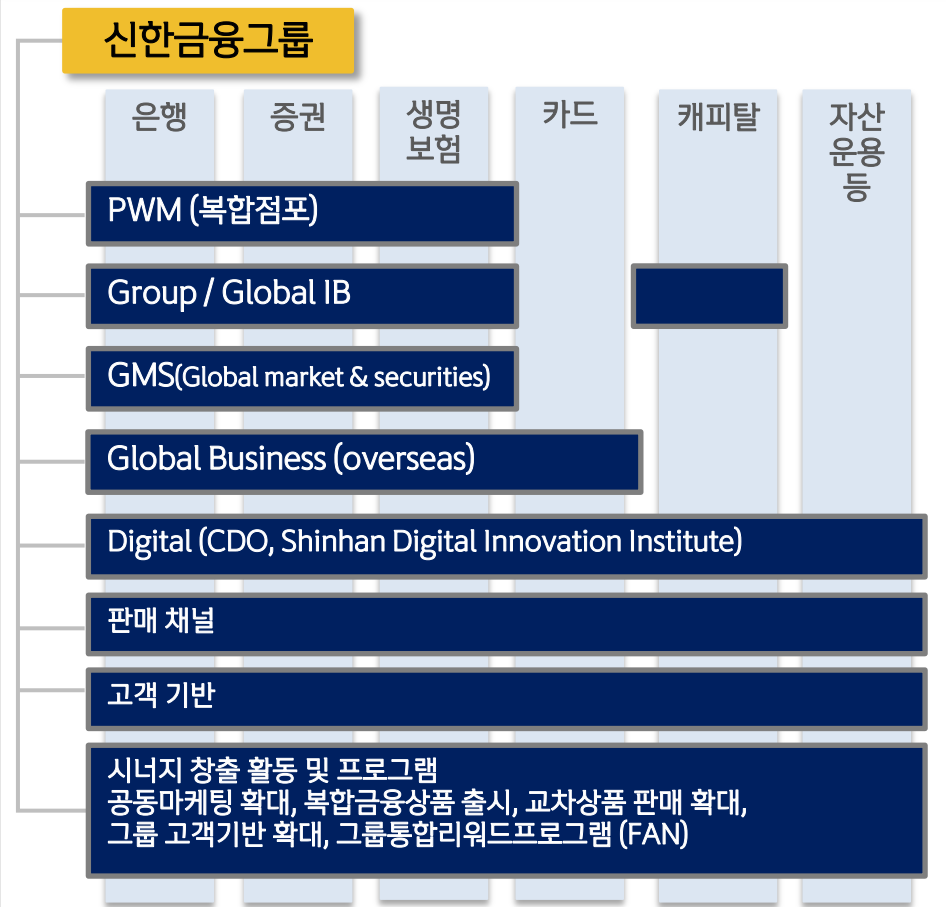 신한금융그룹
은행
증권
생명
보험
카드
캐피탈
자산
운용
등
PWM (복합점포)
Group / Global IB
GMS(Global market & securities)
Global Business (overseas)
Digital (CDO, Shinhan Digital Innovation Institute)
판매 채널
고객 기반
시너지 창출 활동 및 프로그램
공동마케팅 확대, 복합금융상품 출시, 교차상품 판매 확대,
그룹 고객기반 확대, 그룹통합리워드프로그램 (FAN)